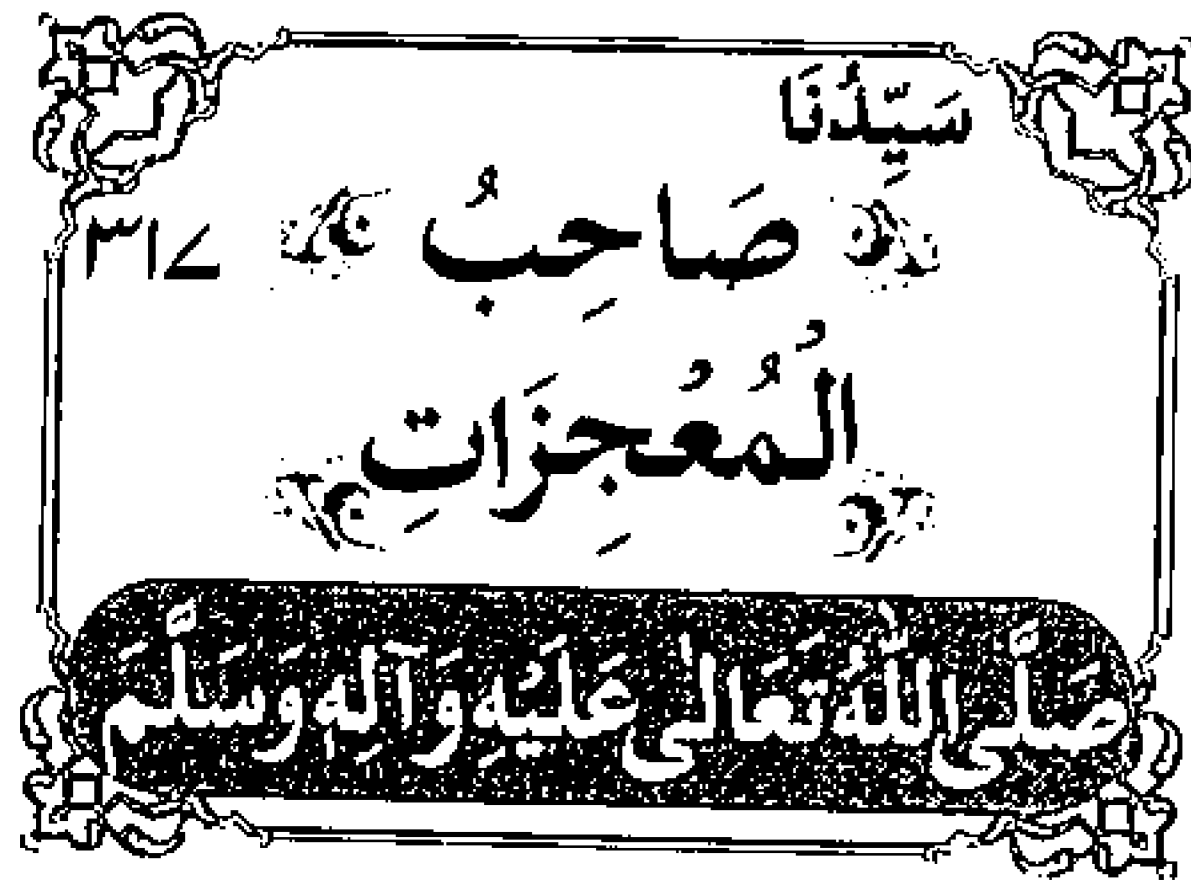 سَيِّدُنَا
صَاحِبُ
٣١٧
الْمُعْجِزَاتِ
صَلَّى اللّٰهُ تَعَالٰى عَلَيْهِ وَآلِهٖ وَسَلَّمَ